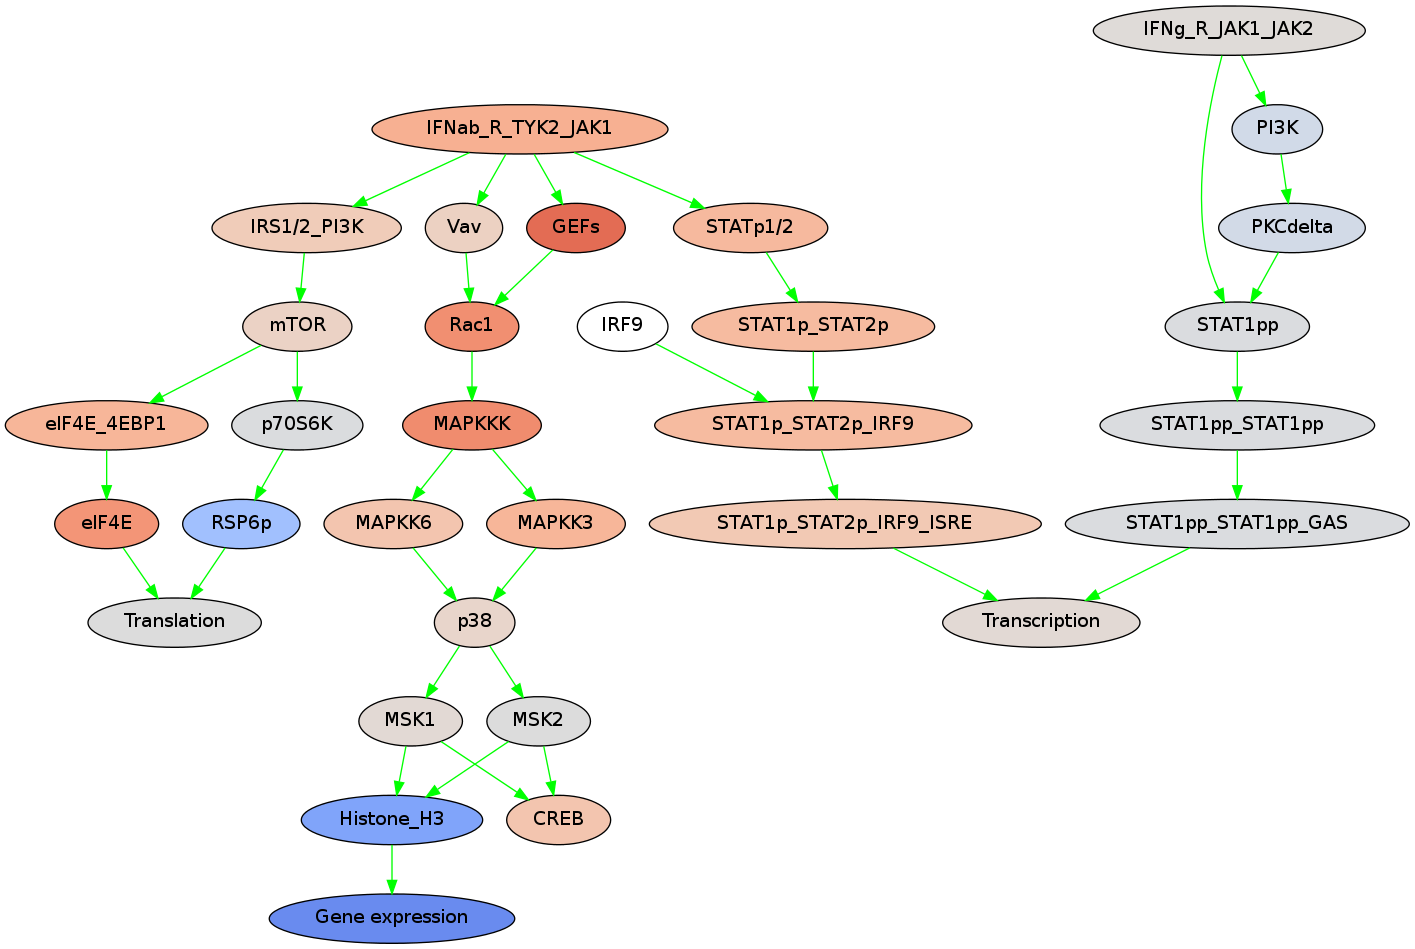 IFNg_R_JAK1_JAK2
IFNab_R_TYK2_JAK1
PI3K
IRS1/2_PI3K
Vav
GEFs
STATp1/2
PKCdelta
mTOR
Rac1
IRF9
STAT1p_STAT2p
STAT1pp
eIF4E_4EBP1
p70S6K
MAPKKK
STAT1p_STAT2p_IRF9
STAT1pp_STAT1pp
eIF4E
RSP6p
MAPKK6
MAPKK3
STAT1p_STAT2p_IRF9_ISRE
STAT1pp_STAT1pp_GAS
Translation
p38
Transcription
MSK1
MSK2
Histone_H3
CREB
Gene expression